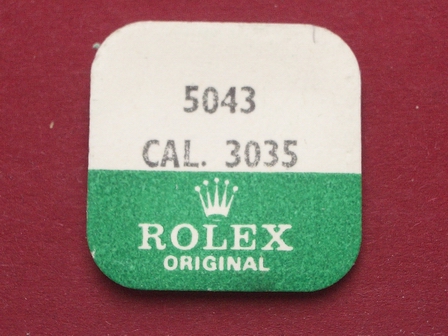 5043
CAL. 3035
ROLEX
ORIGINAL